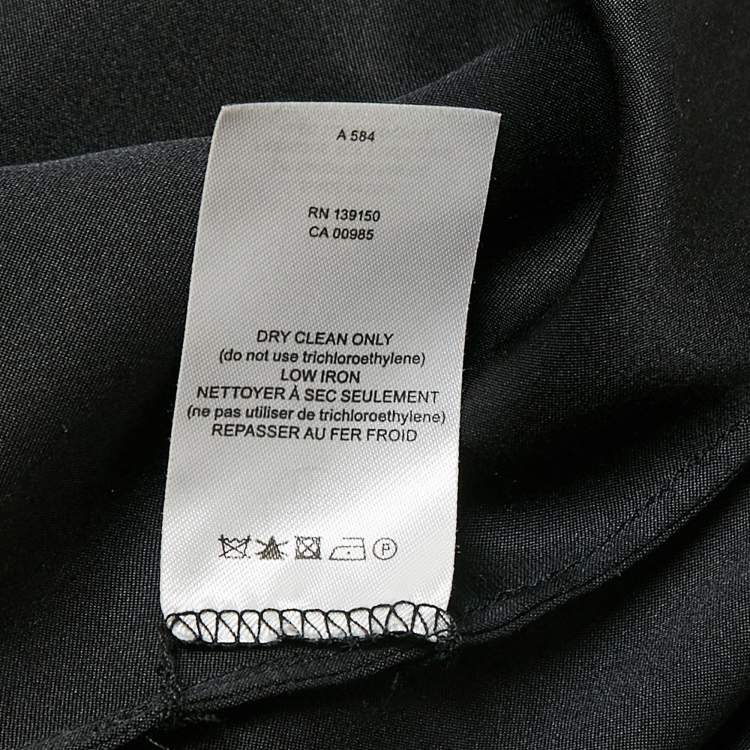 A 584
RN 139150
CA 00985
DRY CLEAN ONLY
(do not use trichloroethylene)
LOW IRON
NETTOYER À SEC SEULEMENT
(ne pas utiliser de trichloroethylene)
REPASSER AU FER FROID
P